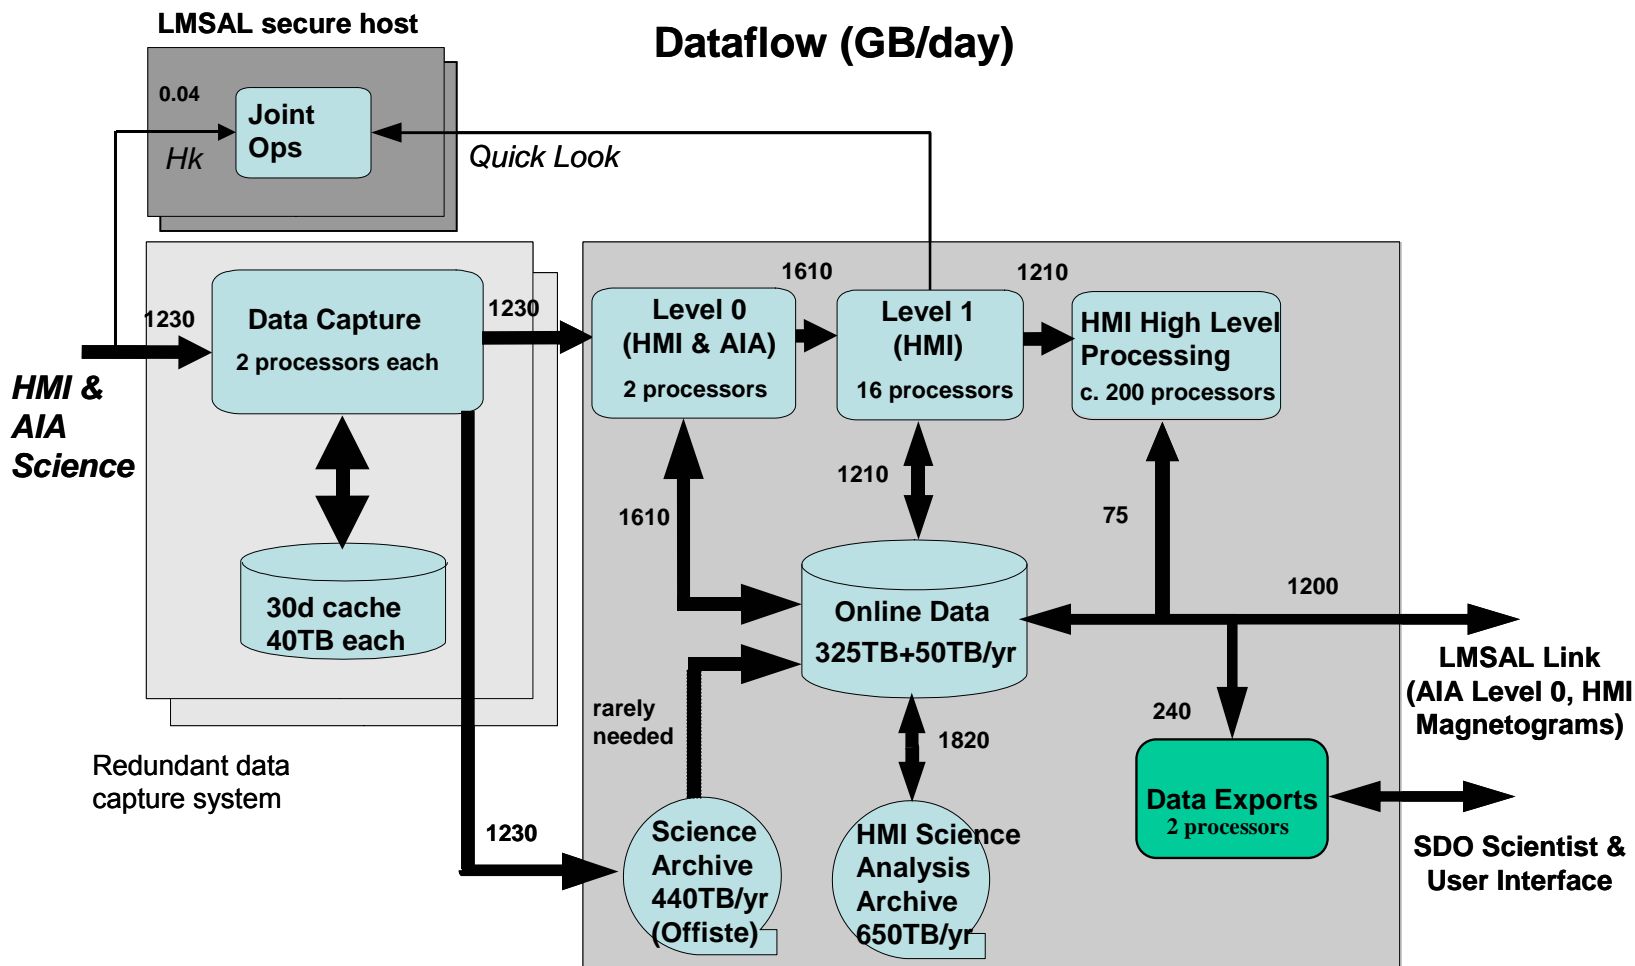 LMSAL secure host
Dataflow (GB/day)
0.04
Joint
Ops
Hk
Quick Look
1230
Data Capture
2 processors each
1230
HMI &
AIA
Science
30d cache
40TB each
Redundant data
capture system
1230
1610
1210
Level 0
(HMI & AIA)
2 processors
Level 1
(HMI)
16 processors
HMI High Level
Processing
c. 200 processors
1610
1210
75
1200
Online Data
325TB+50TB/yr
LMSAL Link
(AIA Level 0, HMI
Magnetograms)
rarely
needed
1820
240
Data Exports
2 processors
SDO Scientist &
User Interface
Science
Archive
440TB/yr
(Offiste)
HMI Science
Analysis
Archive
650TB/yr